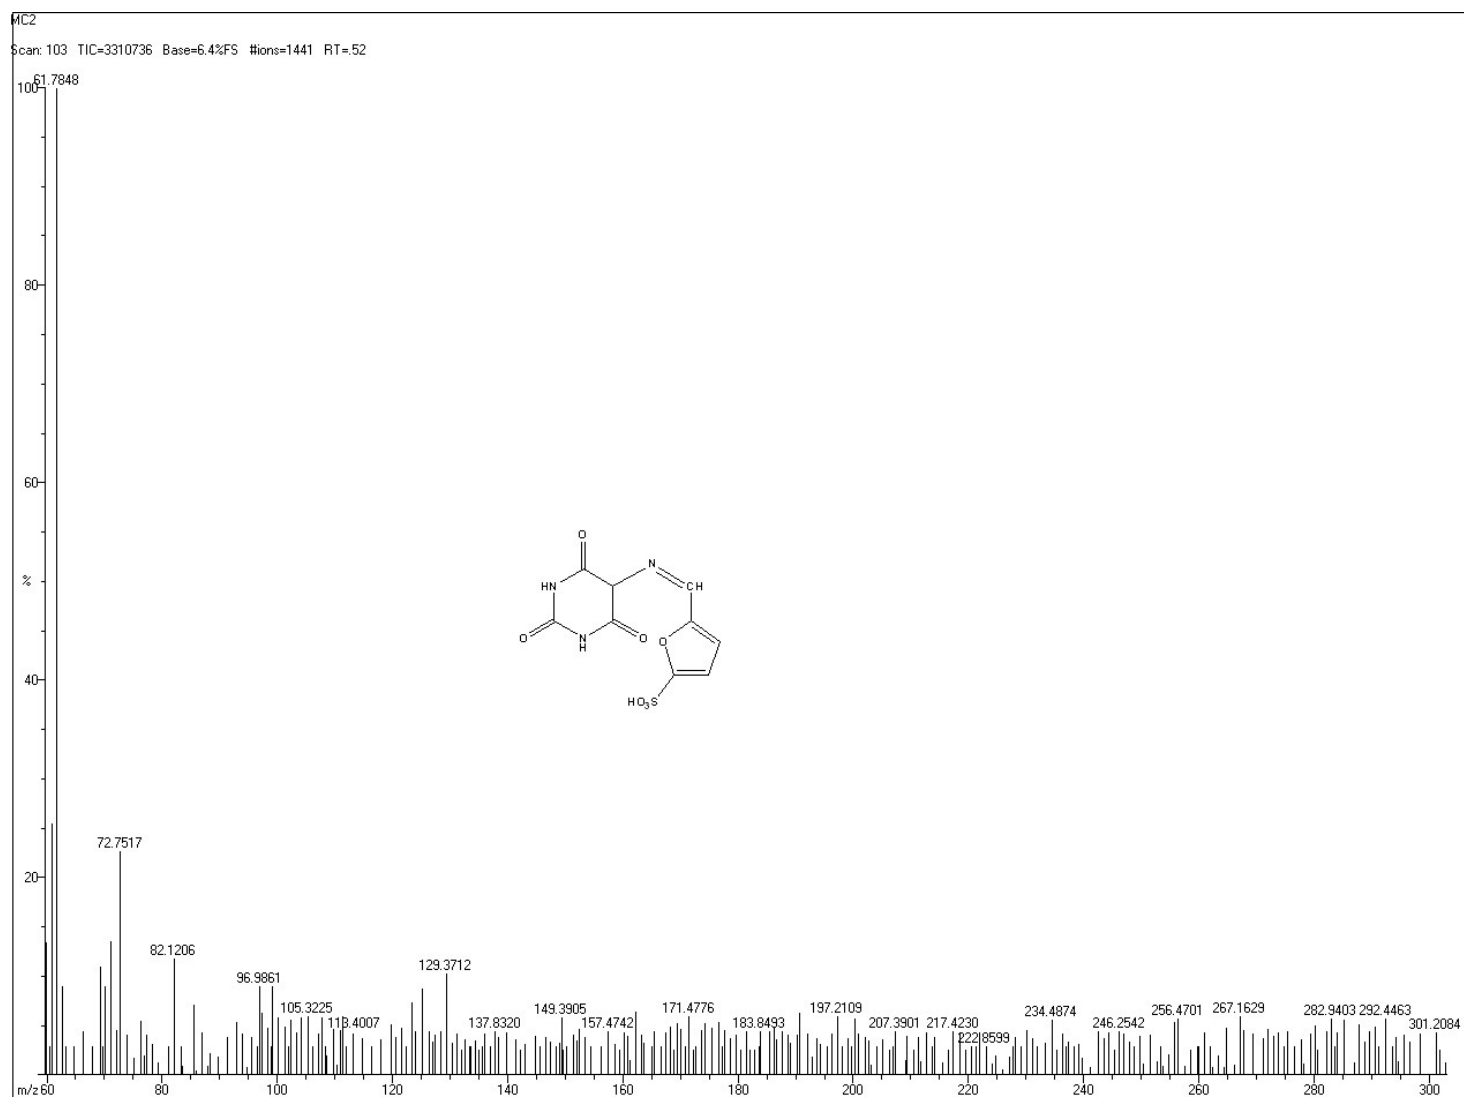 MC2
Scan: 103 TIC=3310736 Base=6.4%FS #ions=1441 RT=.52
61.7848
100
80
60
%
40
20
72.7517
82.1206
96.9861
105.3225
113.4007
129.3712
137.8320
149.3905
157.4742
171.4776
183.8493
197.2109
207.3901
217.4230
222.8599
234.4874
246.2542
256.4701
267.1629
282.9403
292.4463
301.2084
O
N
HN
CH
O
N
H
O
O
HO3S
m/z 60 80 100 120 140 160 180 200 220 240 260 280 300